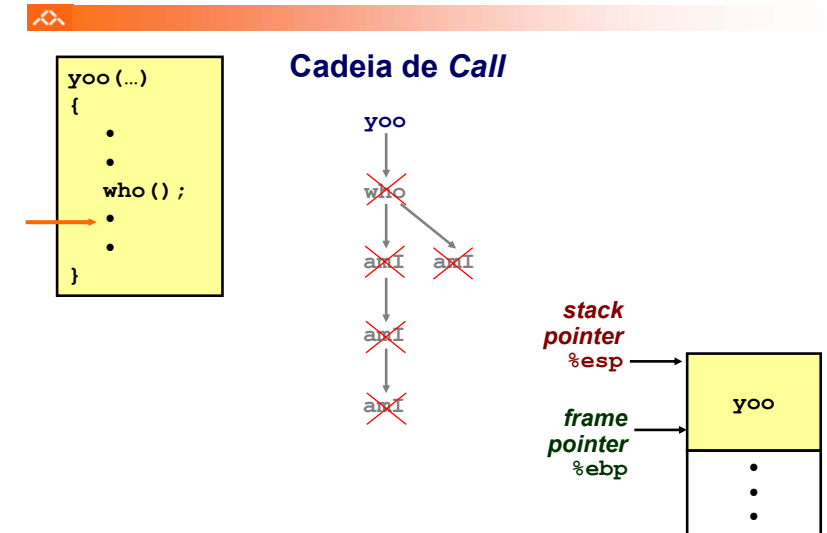 Cadeia de Call
yoo(…)
{
•
•
who();
•
•
}
yoo
who
amI amI
amI
amI
stack
pointer
%esp
yoo
frame
pointer
%ebp
•
•
•